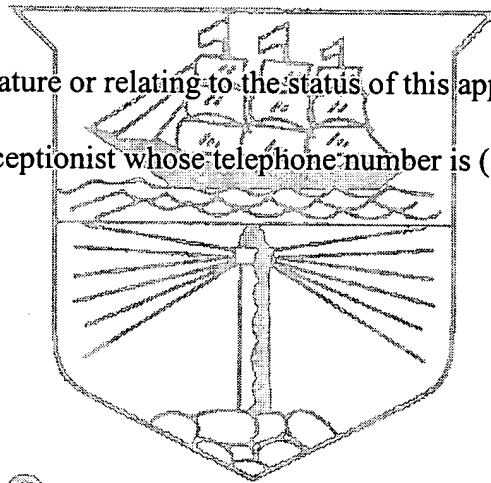 ature or relating to the status of this app
ceptionist whose telephone number is (